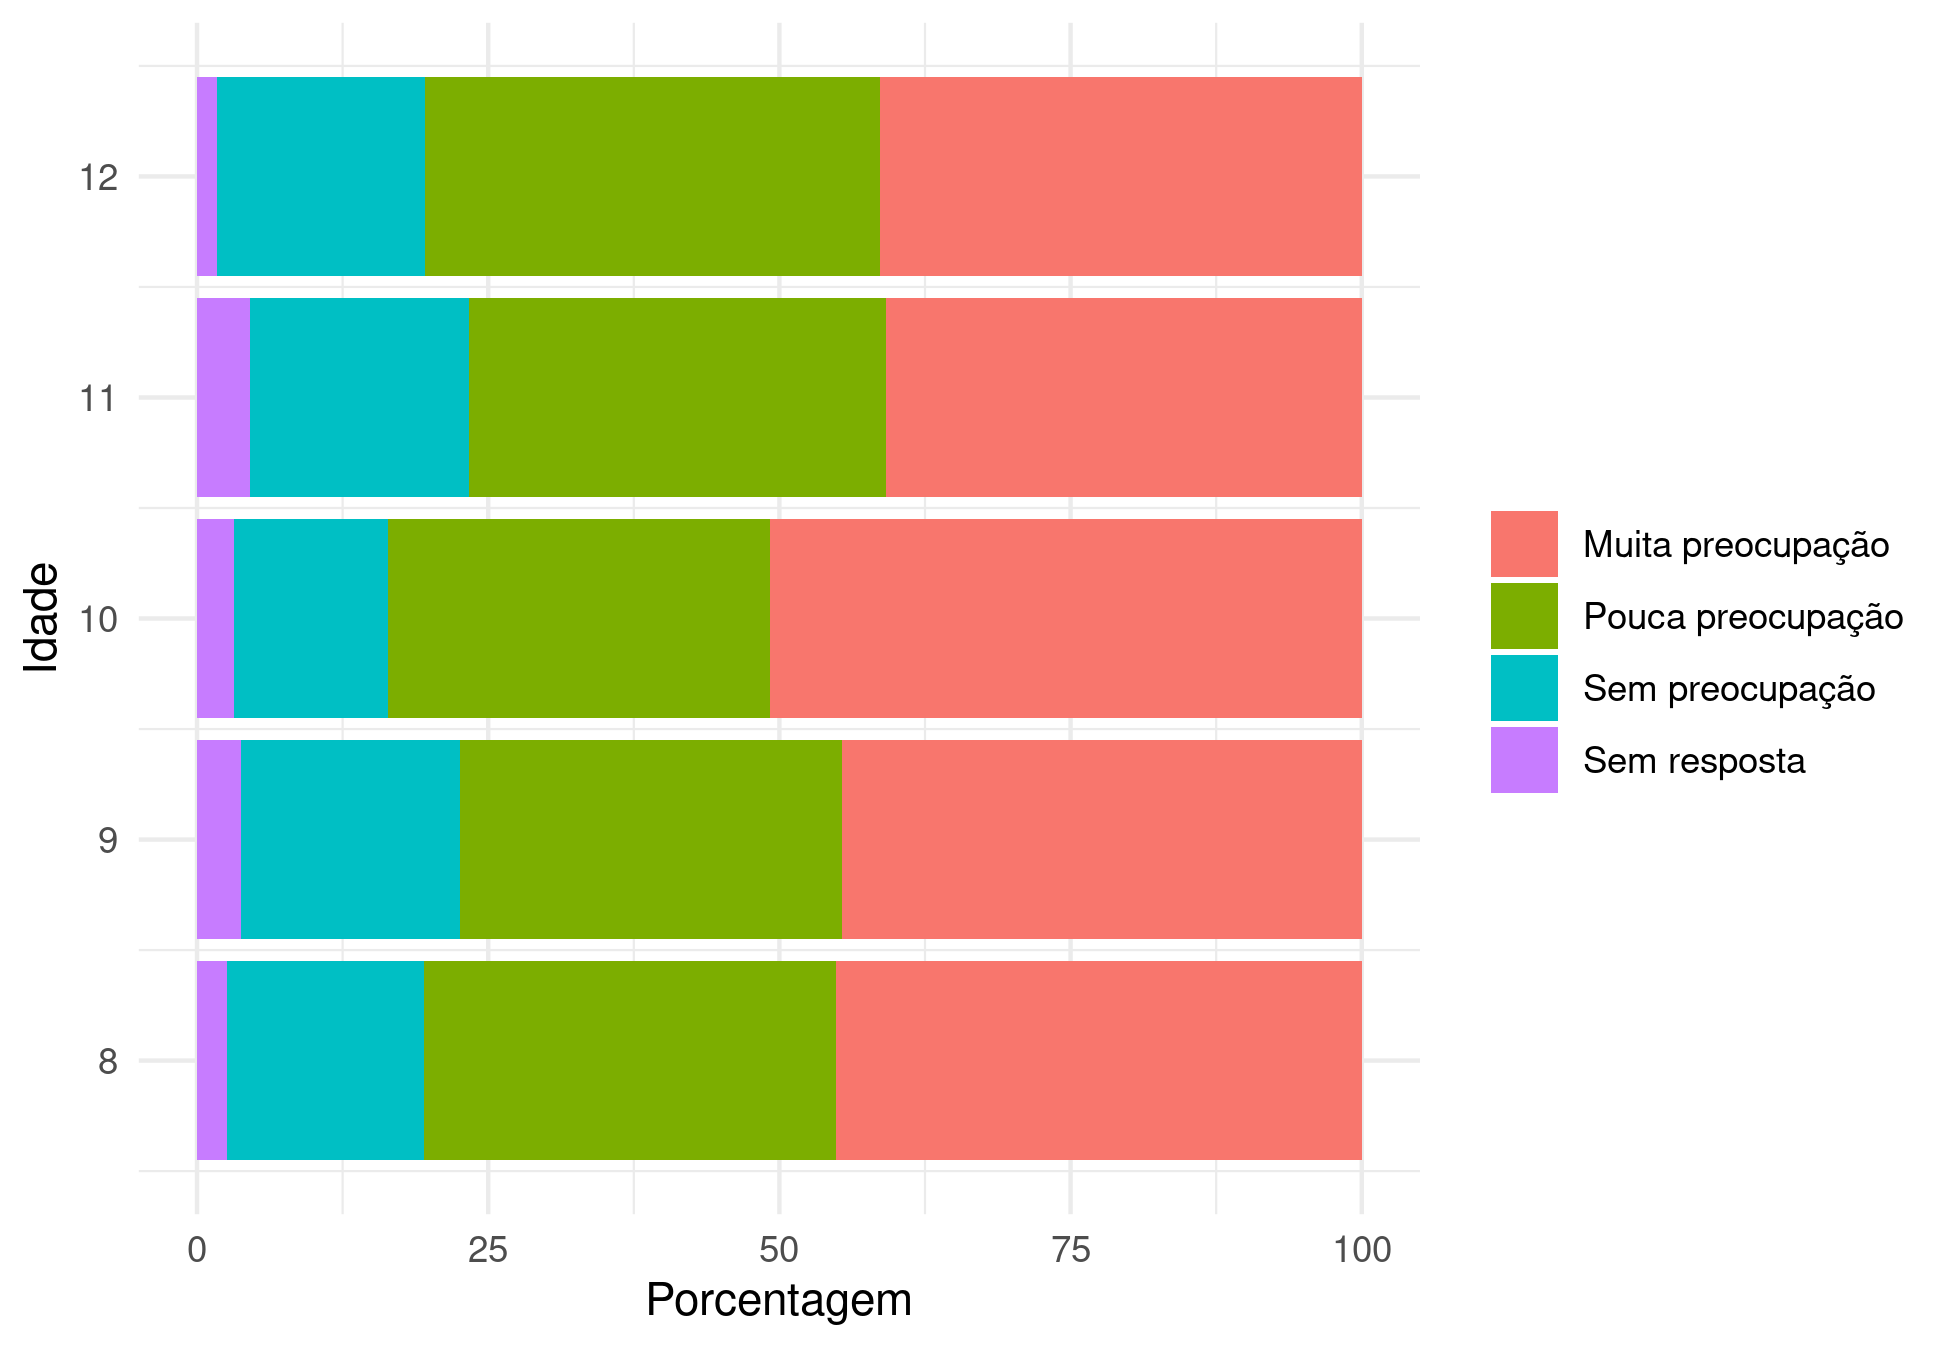 Idade
12
11
10
9
8
0 25 50 75 100
Porcentagem
Muita preocupação
Pouca preocupação
Sem preocupação
Sem resposta